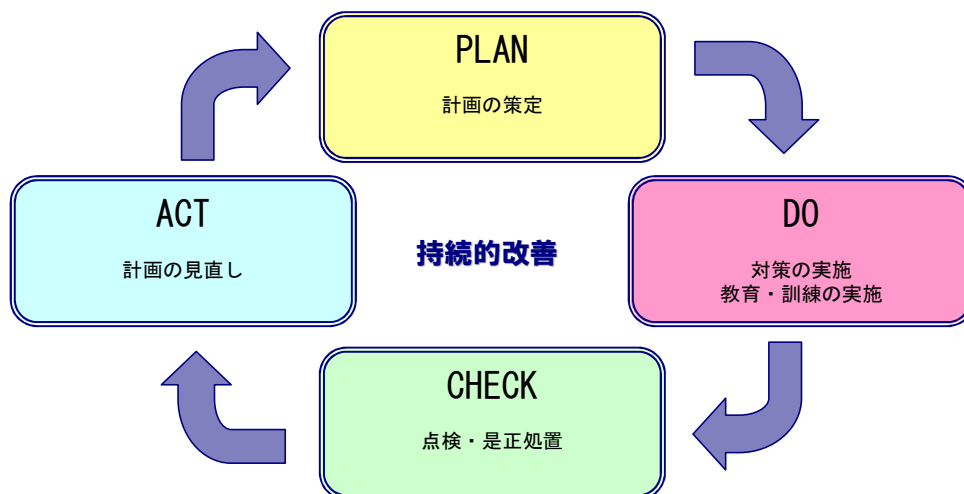 PLAN
計画の策定
ACT
計画の見直し
持続的改善
DO
対策の実施
教育・訓練の実施
CHECK
点検・是正処置